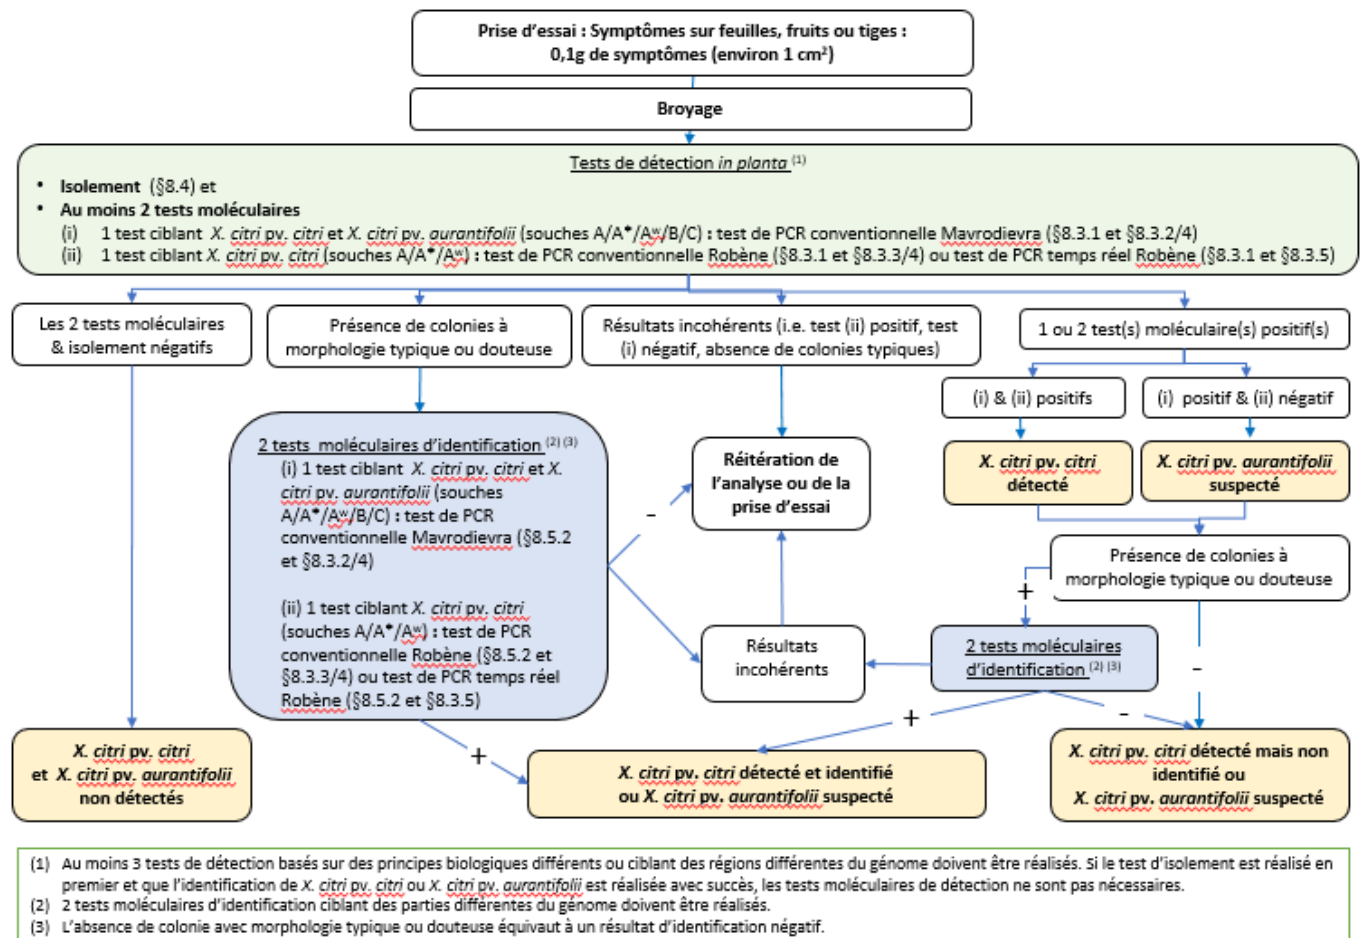 Prise d'essai : Symptômes sur feuilles, fruits ou tiges :
0,1g de symptômes (environ 1 cm²)
Broyage
Tests de détection in planta (1)
• Isolement (§8.4) et
• Au moins 2 tests moléculaires
(i) 1 test ciblant X. citri pv. citri et X. citri pv. aurantifolii (souches A/A*/Aʷ/B/C) : test de PCR conventionnelle Mavrodievra (§8.3.1 et §8.3.2/4)
(ii) 1 test ciblant X. citri pv. citri (souches A/A*/Aʷ) : test de PCR conventionnelle Robène (§8.3.1 et §8.3.3/4) ou test de PCR temps réel Robène (§8.3.1 et §8.3.5)
Les 2 tests moléculaires
& isolement négatifs
Présence de colonies à
morphologie typique ou douteuse
Résultats incohérents (i.e. test (ii) positif, test
(i) négatif, absence de colonies typiques)
1 ou 2 test(s) moléculaire(s) positif(s)
(i) & (ii) positifs
(i) positif & (ii) négatif
2 tests moléculaires d'identification (2) (3)
(i) 1 test ciblant X. citri pv. citri et X.
citri pv. aurantifolii (souches
A/A*/Aʷ/B/C) : test de PCR
conventionnelle Mavrodievra (§8.5.2
et §8.3.2/4)
(ii) 1 test ciblant X. citri pv. citri
(souches A/A*/Aʷ) : test de PCR
conventionnelle Robène (§8.5.2 et
§8.3.3/4) ou test de PCR temps réel
Robène (§8.5.2 et §8.3.5)
-
Réitération de
l'analyse ou de la
prise d'essai
X. citri pv. citri
détecté
X. citri pv. aurantifolii
suspecté
Présence de colonies à
morphologie typique ou douteuse
+
Résultats
incohérents
2 tests moléculaires
d'identification (2) (3)
-
+
-
+
X. citri pv. citri
et X. citri pv. aurantifolii
non détectés
X. citri pv. citri détecté et identifié
ou X. citri pv. aurantifolii suspecté
X. citri pv. citri détecté mais non
identifié ou
X. citri pv. aurantifolii suspecté
(1) Au moins 3 tests de détection basés sur des principes biologiques différents ou ciblant des régions différentes du génome doivent être réalisés. Si le test d'isolement est réalisé en
premier et que l'identification de X. citri pv. citri ou X. citri pv. aurantifolii est réalisée avec succès, les tests moléculaires de détection ne sont pas nécessaires.
(2) 2 tests moléculaires d'identification ciblant des parties différentes du génome doivent être réalisés.
(3) L'absence de colonie avec morphologie typique ou douteuse équivaut à un résultat d'identification négatif.